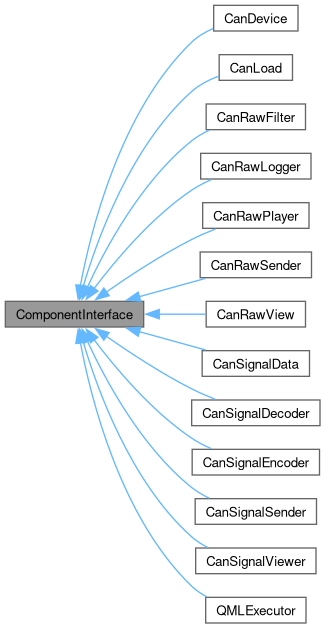 CanDevice
CanLoad
CanRawFilter
CanRawLogger
CanRawPlayer
CanRawSender
ComponentInterface
CanRawView
CanSignalData
CanSignalDecoder
CanSignalEncoder
CanSignalSender
CanSignalViewer
QMLExecutor